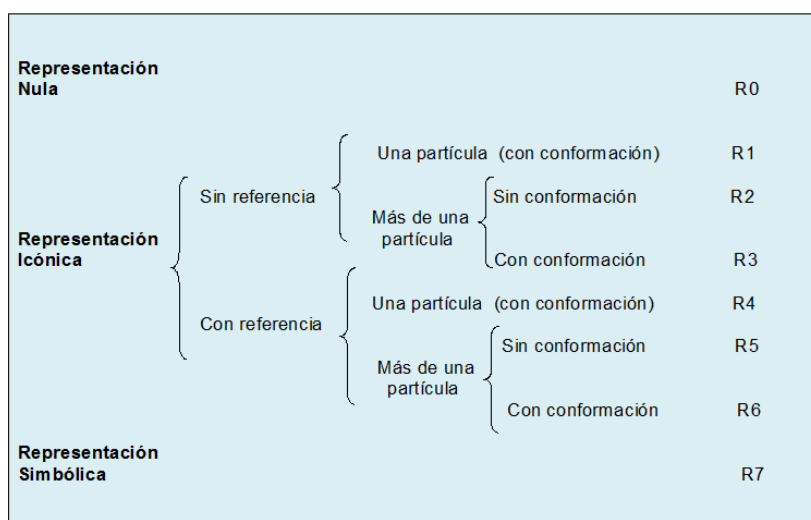 Representación
Nula R0
Una partícula (con conformación) R1
Sin referencia Sin conformación R2
Más de una
partícula
Representación
Icónica Con conformación R3
Una partícula (con conformación) R4
Con referencia
Sin conformación R5
Más de una
partícula
Con conformación R6
Representación
Simbólica R7